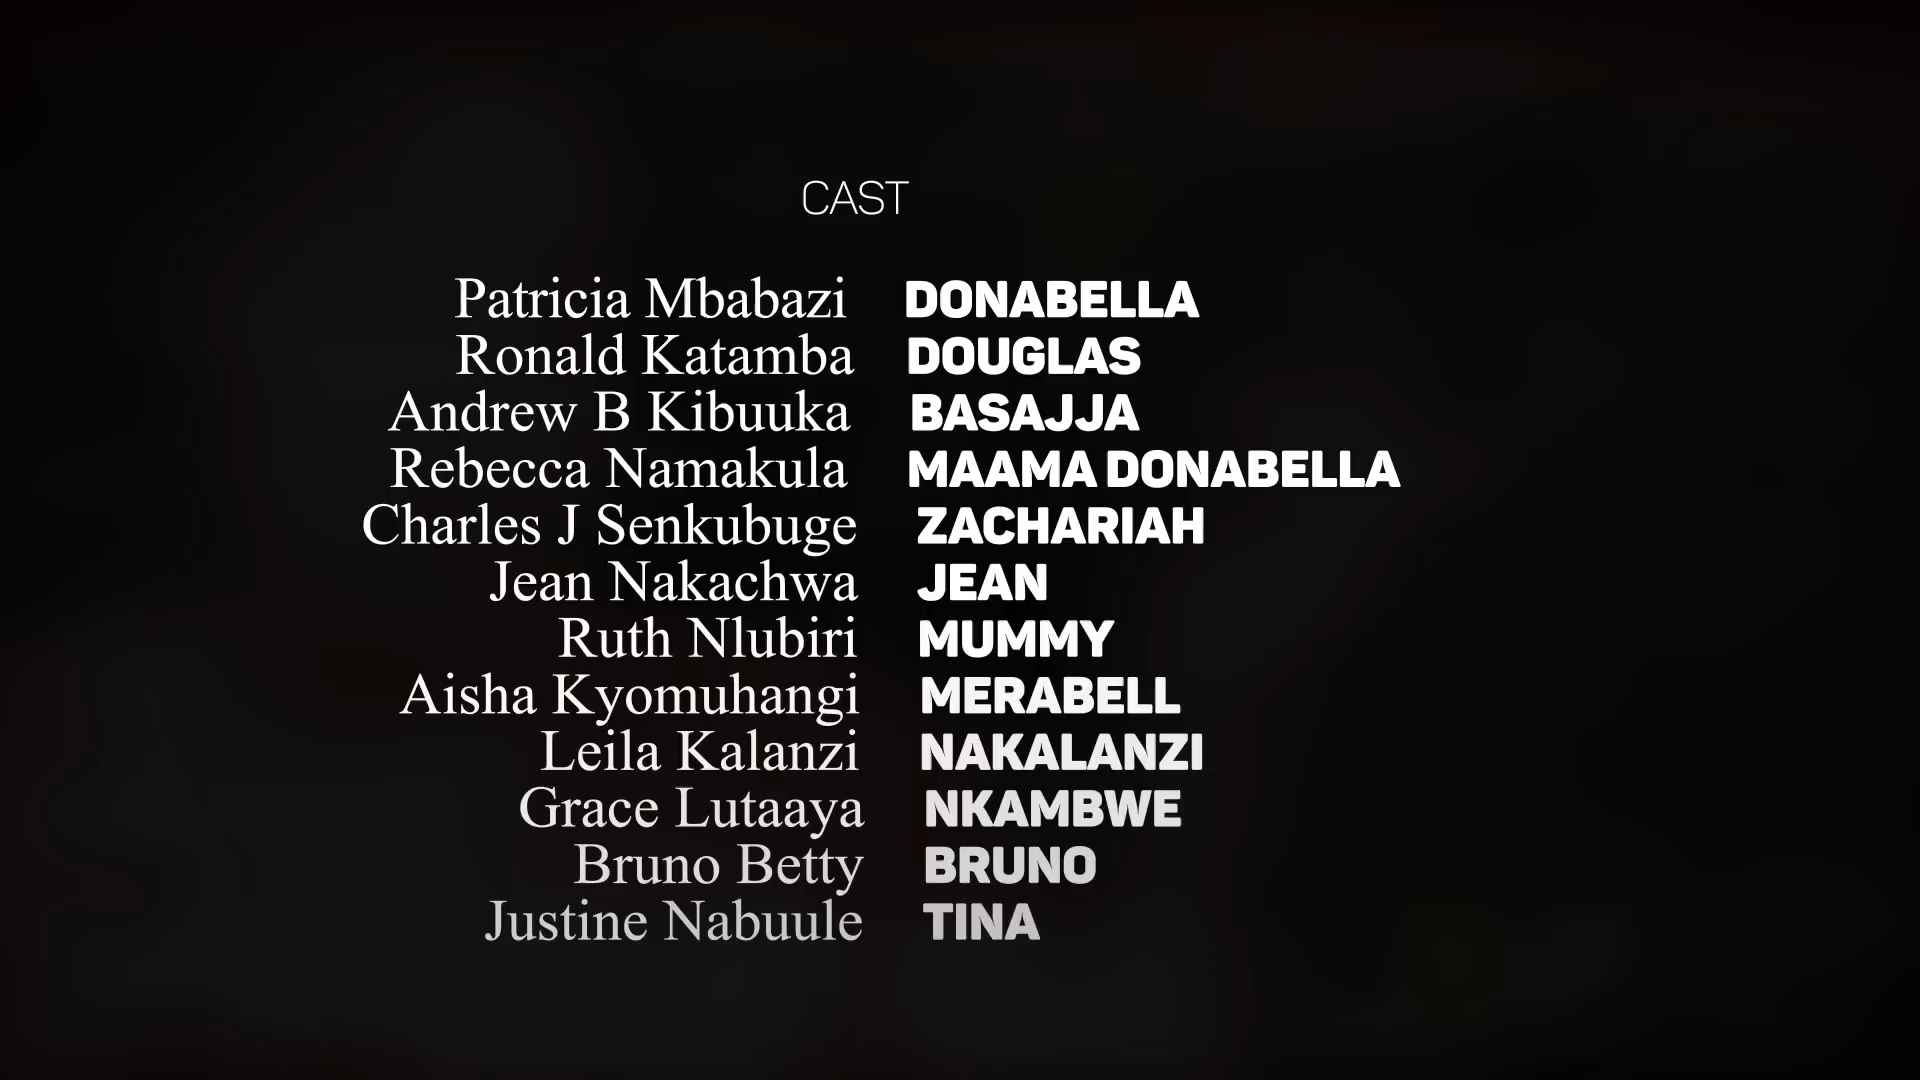 CAST
Patricia Mbabazi DONABELLA
Ronald Katamba DOUGLAS
Andrew B Kibuuka BASAJJA
Rebecca Namakula MAAMA DONABELLA
Charles J Senkubuge ZACHARIAH
Jean Nakachwa JEAN
Ruth Nlubiri MUMMY
Aisha Kyomuhangi MERABELL
Leila Kalanzi NAKALANZI
Grace Lutaaya NKAMBWE
Bruno Betty BRUNO
Justine Nabuule TINA